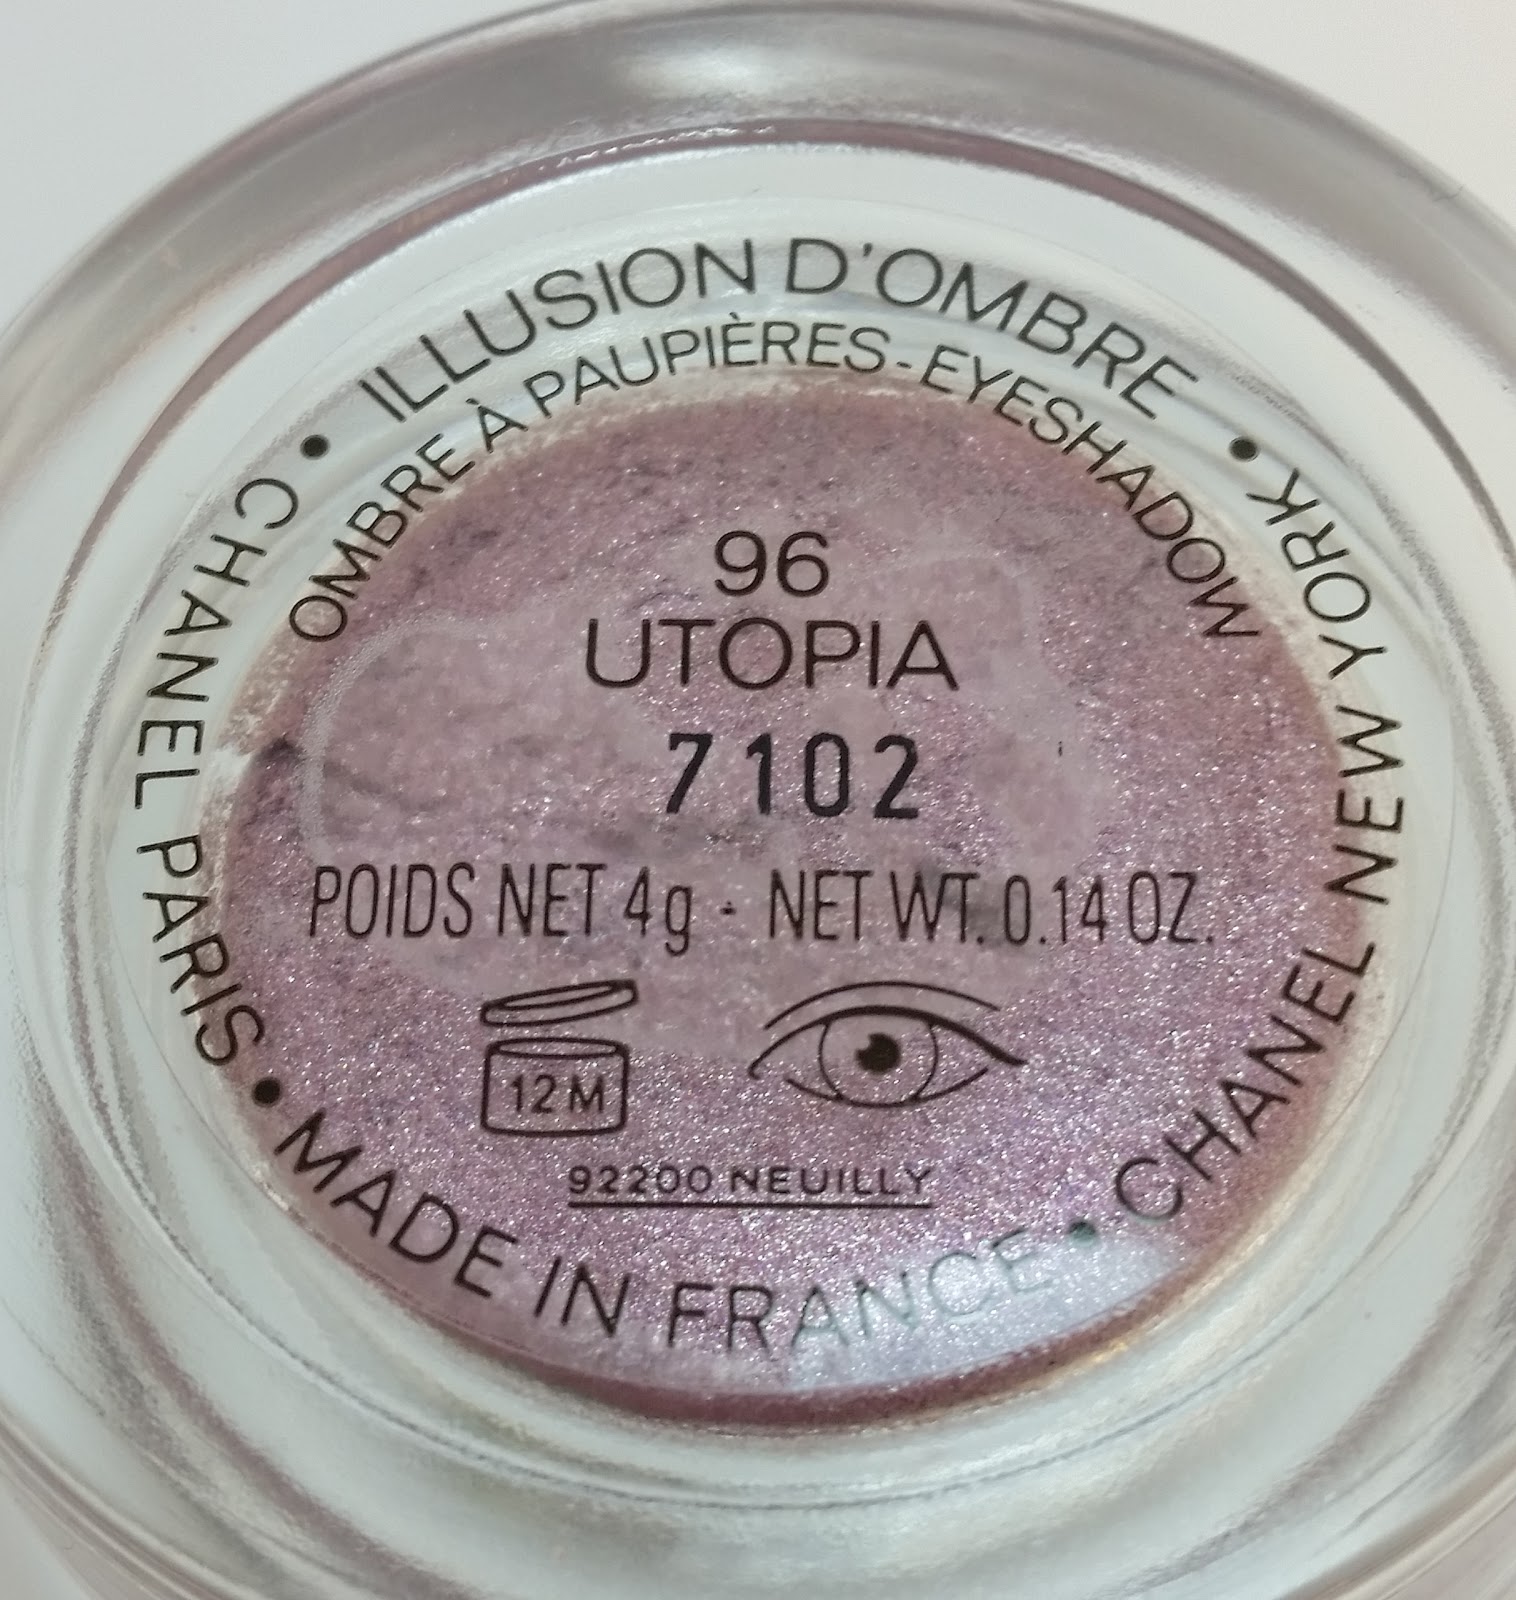 ILLUSION D'OMBRE
OMBRE À PAUPIÈRES - EYESHADOW
96
UTOPIA
7102
POIDS NET 4g - NET WT. 0.14 OZ.
12 M
92200 NEUILLY
CHANEL PARIS • MADE IN FRANCE • CHANEL NEW YORK •